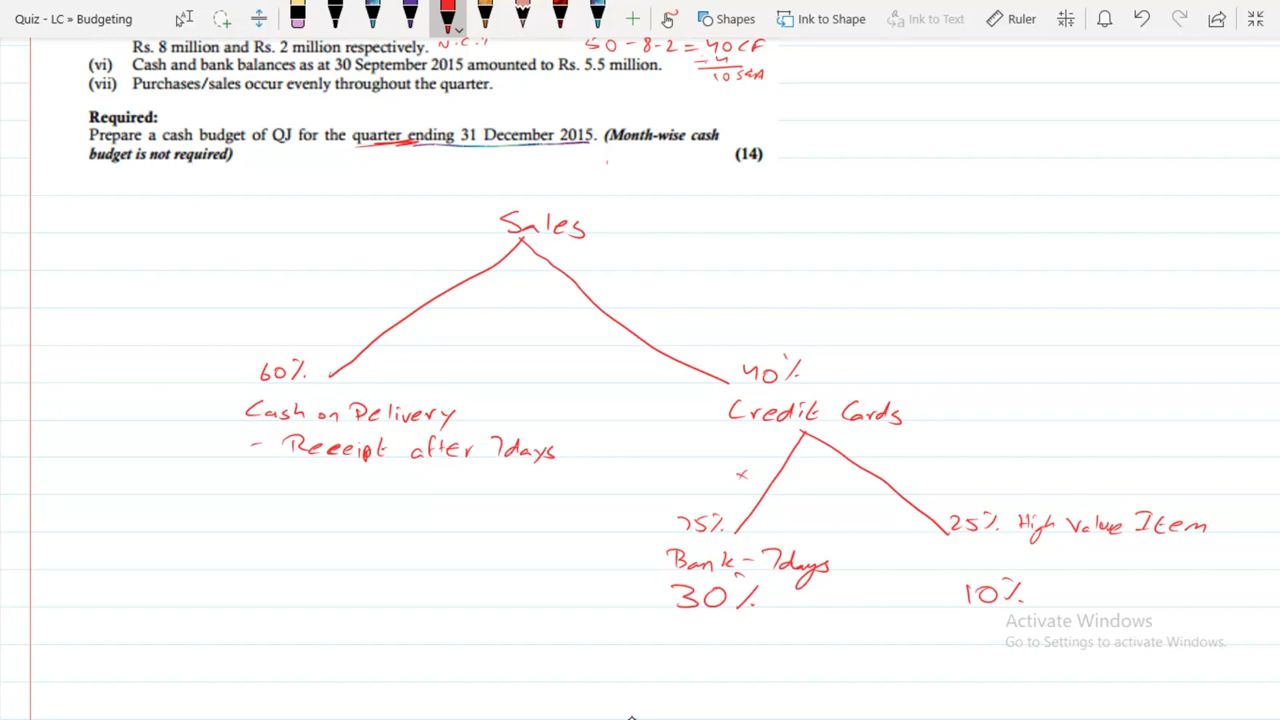 Quiz - LC » Budgeting
Shapes
Ink to Shape
Ink to Text
Ruler
Rs. 8 million and Rs. 2 million respectively. N.C.
50 - 8 - 2 = 40 CF
(vi) Cash and bank balances as at 30 September 2015 amounted to Rs. 5.5 million.
- 4
(vii) Purchases/sales occur evenly throughout the quarter.
10 S&A
Required:
Prepare a cash budget of QJ for the quarter ending 31 December 2015. (Month-wise cash
budget is not required) (14)
Sales
60%
40%
Cash on Delivery
Credit Cards
- Receipt after 7days
×
75%
25% High Value Item
Bank - 7days
30%
10%
Activate Windows
Go to Settings to activate Windows.